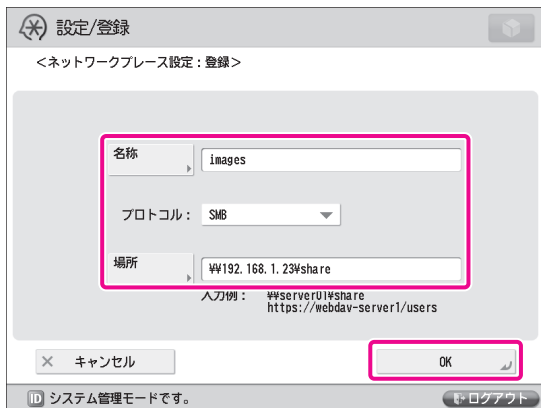 設定/登録
<ネットワークプレース設定：登録>
名称
images
プロトコル：
SMB
場所
¥¥192.168.1.23¥share
入力例：
¥¥server01¥share
https://webdav-server1/users
キャンセル
OK
ID システム管理モードです。
ログアウト